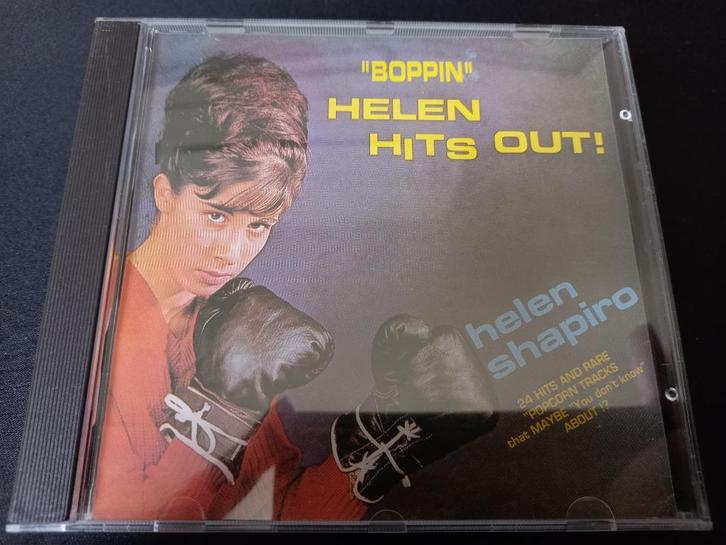 "BOPPIN"
HELEN
HITS OUT!
helen
shapiro
24 HITS AND RARE
"POPCORN TRACKS
that MAYBE "You don't know"
ABOUT !?